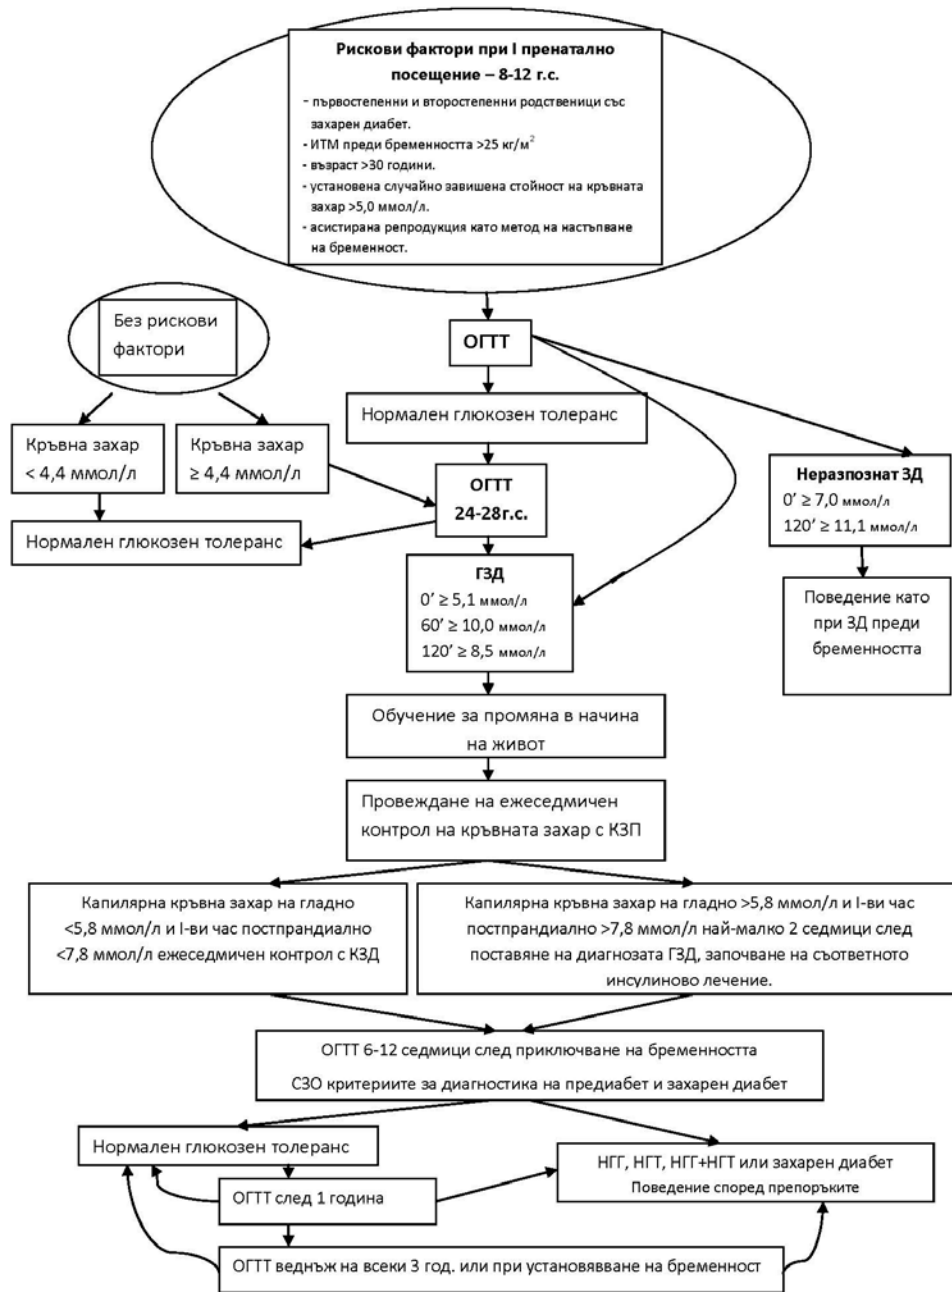 Рискови фактори при I пренатално
посещение – 8-12 г.с.
- първостепенни и второстепенни родственици със
захарен диабет.
- ИТМ преди бременността >25 кг/м²
- възраст >30 години.
- установена случайно завишена стойност на кръвната
захар >5,0 ммол/л.
- асистирана репродукция като метод на настъпване
на бременност.
Без рискови
фактори
ОГТТ
Нормален глюкозен толеранс
Кръвна захар
< 4,4 ммол/л
Кръвна захар
≥ 4,4 ммол/л
ОГТТ
24-28г.с.
Неразпознат ЗД
0’ ≥ 7,0 ммол/л
120’ ≥ 11,1 ммол/л
Нормален глюкозен толеранс
ГЗД
0’ ≥ 5,1 ммол/л
60’ ≥ 10,0 ммол/л
120’ ≥ 8,5 ммол/л
Поведение като
при ЗД преди
бременността
Обучение за промяна в начина
на живот
Провеждане на ежеседмичен
контрол на кръвната захар с КЗП
Капилярна кръвна захар на гладно
<5,8 ммол/л и I-ви час постпрандиално
<7,8 ммол/л ежеседмичен контрол с КЗД
Капилярна кръвна захар на гладно >5,8 ммол/л и I-ви час
постпрандиално >7,8 ммол/л най-малко 2 седмици след
поставяне на диагнозата ГЗД, започване на съответното
инсулиново лечение.
ОГТТ 6-12 седмици след приключване на бременността
СЗО критериите за диагностика на предиабет и захарен диабет
Нормален глюкозен толеранс
НГГ, НГТ, НГГ+НГТ или захарен диабет
Поведение според препоръките
ОГТТ след 1 година
ОГТТ веднъж на всеки 3 год. или при установяване на бременност